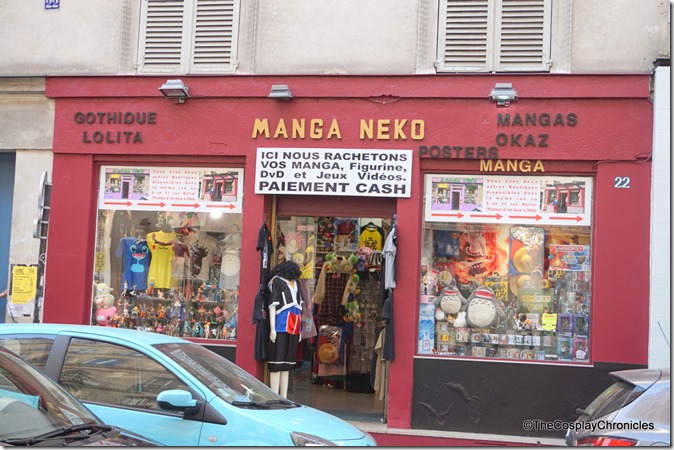 22
GOTHIQUE
LOLITA
MANGA NEKO
MANGAS
OKAZ
POSTERS
MANGA
ICI NOUS RACHETONS
VOS MANGA, Figurine,
DvD et Jeux Vidéos.
PAIEMENT CASH
22
©TheCosplayChronicles